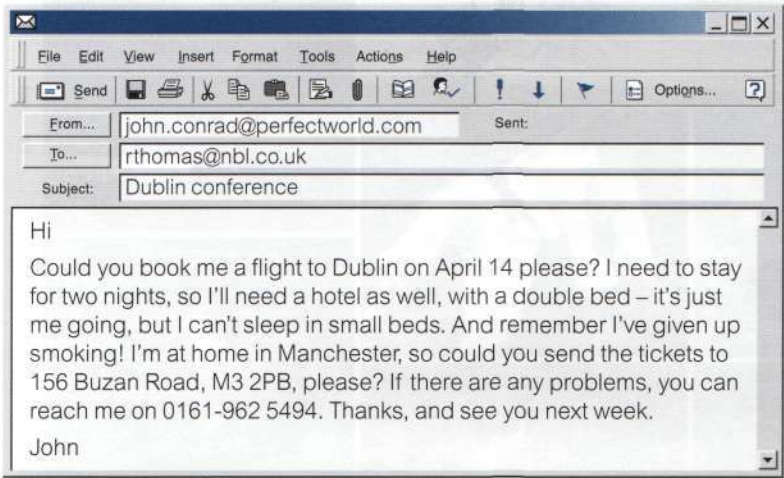 File Edit View Insert Format Tools Actions Help
Send Options...
From... john.conrad@perfectworld.com Sent:
To... rthomas@nbl.co.uk
Subject: Dublin conference
Hi
Could you book me a flight to Dublin on April 14 please? I need to stay
for two nights, so I'll need a hotel as well, with a double bed – it's just
me going, but I can't sleep in small beds. And remember I've given up
smoking! I'm at home in Manchester, so could you send the tickets to
156 Buzan Road, M3 2PB, please? If there are any problems, you can
reach me on 0161-962 5494. Thanks, and see you next week.
John